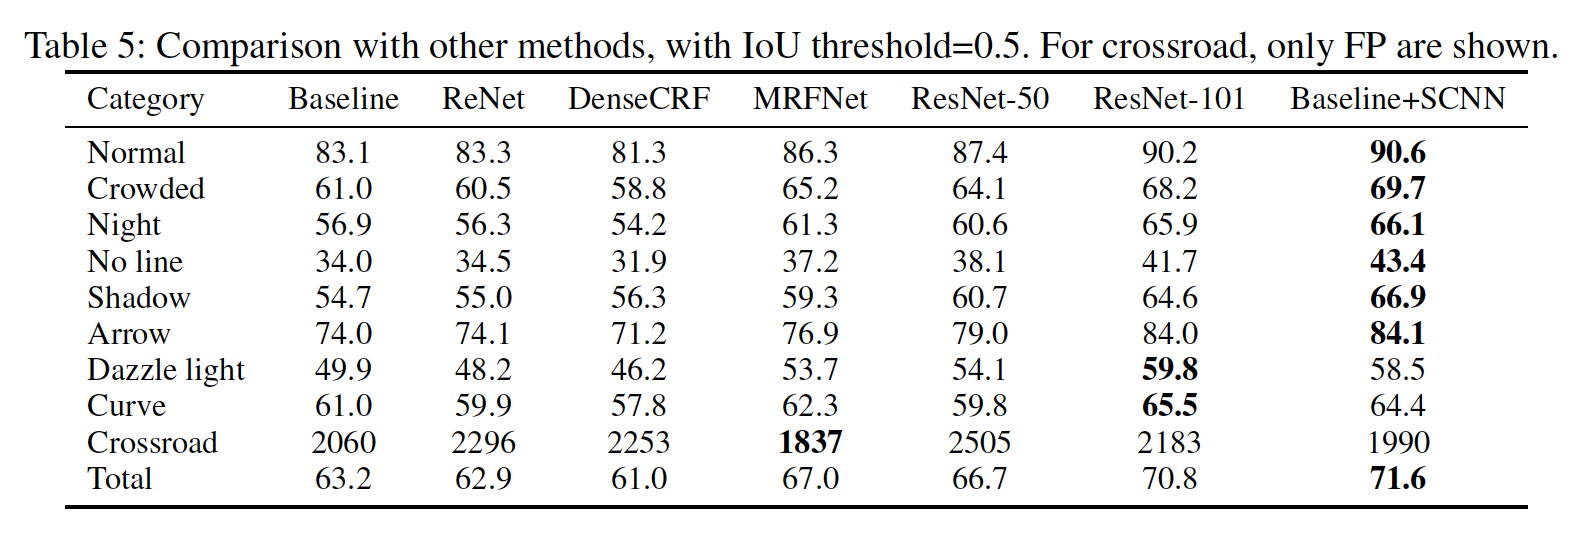 Table 5: Comparison with other methods, with IoU threshold=0.5. For crossroad, only FP are shown.
Category Baseline ReNet DenseCRF MRFNet ResNet-50 ResNet-101 Baseline+SCNN
Normal 83.1 83.3 81.3 86.3 87.4 90.2 90.6
Crowded 61.0 60.5 58.8 65.2 64.1 68.2 69.7
Night 56.9 56.3 54.2 61.3 60.6 65.9 66.1
No line 34.0 34.5 31.9 37.2 38.1 41.7 43.4
Shadow 54.7 55.0 56.3 59.3 60.7 64.6 66.9
Arrow 74.0 74.1 71.2 76.9 79.0 84.0 84.1
Dazzle light 49.9 48.2 46.2 53.7 54.1 59.8 58.5
Curve 61.0 59.9 57.8 62.3 59.8 65.5 64.4
Crossroad 2060 2296 2253 1837 2505 2183 1990
Total 63.2 62.9 61.0 67.0 66.7 70.8 71.6